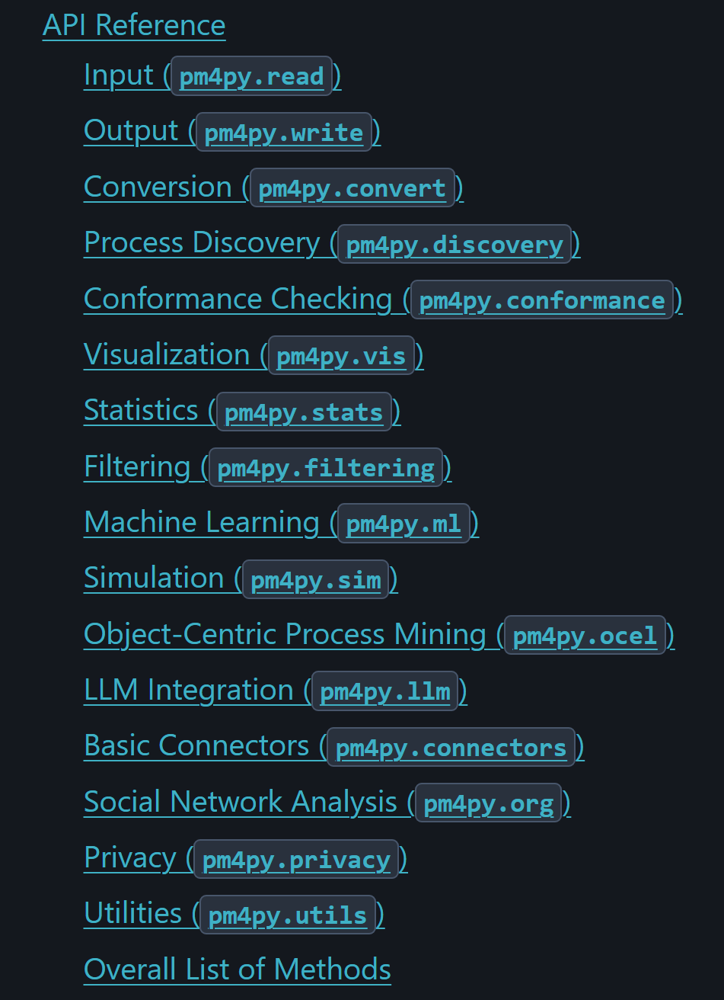 API Reference
Input (pm4py.read)
Output (pm4py.write)
Conversion (pm4py.convert)
Process Discovery (pm4py.discovery)
Conformance Checking (pm4py.conformance)
Visualization (pm4py.vis)
Statistics (pm4py.stats)
Filtering (pm4py.filtering)
Machine Learning (pm4py.ml)
Simulation (pm4py.sim)
Object-Centric Process Mining (pm4py.ocel)
LLM Integration (pm4py.llm)
Basic Connectors (pm4py.connectors)
Social Network Analysis (pm4py.org)
Privacy (pm4py.privacy)
Utilities (pm4py.utils)
Overall List of Methods